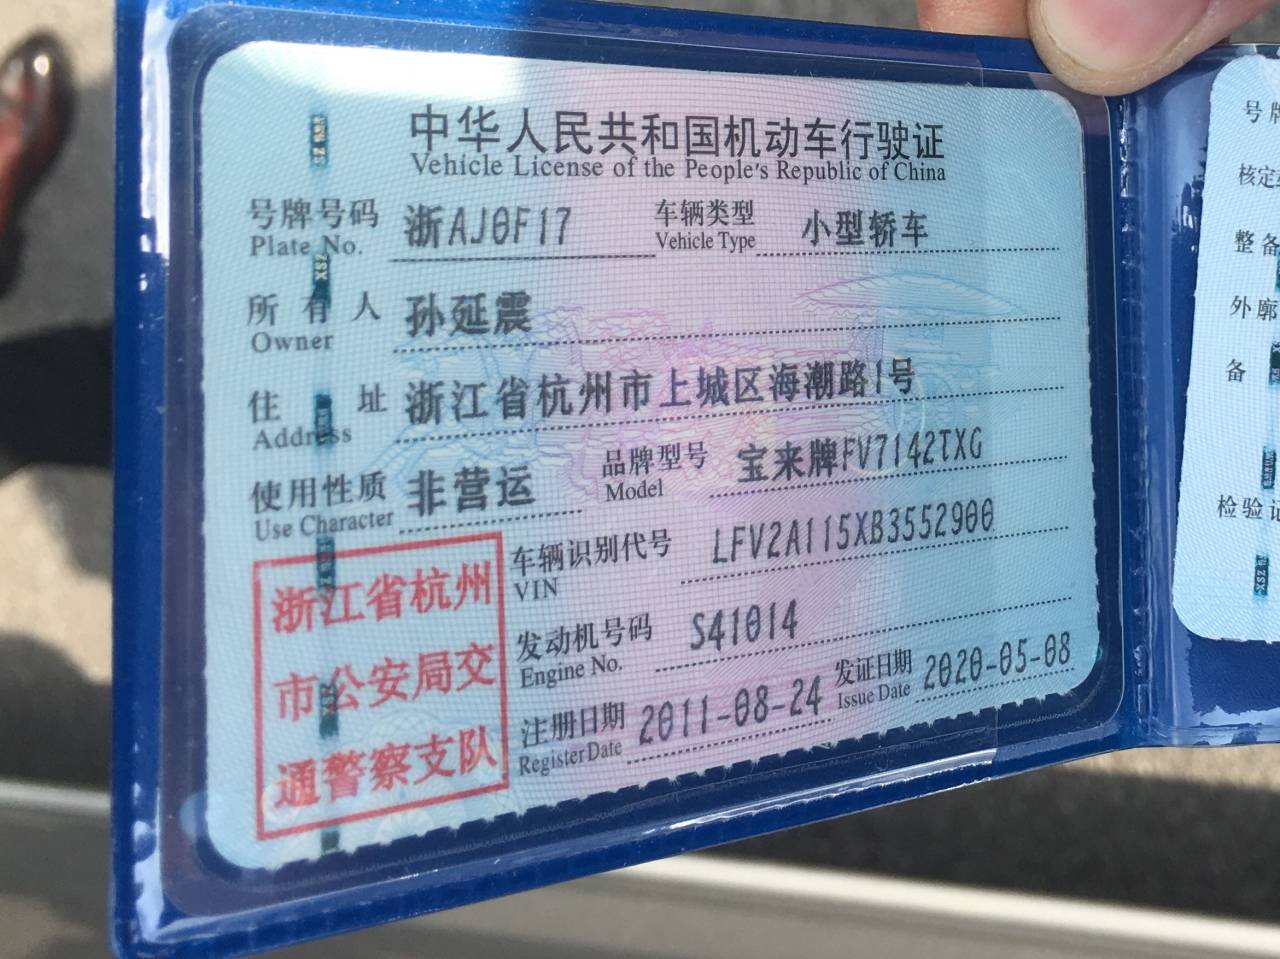 中华人民共和国机动车行驶证
Vehicle License of the People's Republic of China
号牌号码 浙AJ0F17 车辆类型 小型轿车
Plate No. Vehicle Type
所有人 孙延震
Owner
住址 浙江省杭州市上城区海潮路1号
Address
使用性质 非营运 品牌型号 宝来牌FV7142TXG
Use Character Model
车辆识别代号 LFV2A115XB3552900
VIN
发动机号码 S41014
Engine No.
注册日期 2011-08-24 发证日期 2020-05-08
Register Date Issue Date
浙江省杭州
市公安局交
通警察支队
号牌
核定
整备
外廓
备
检验记